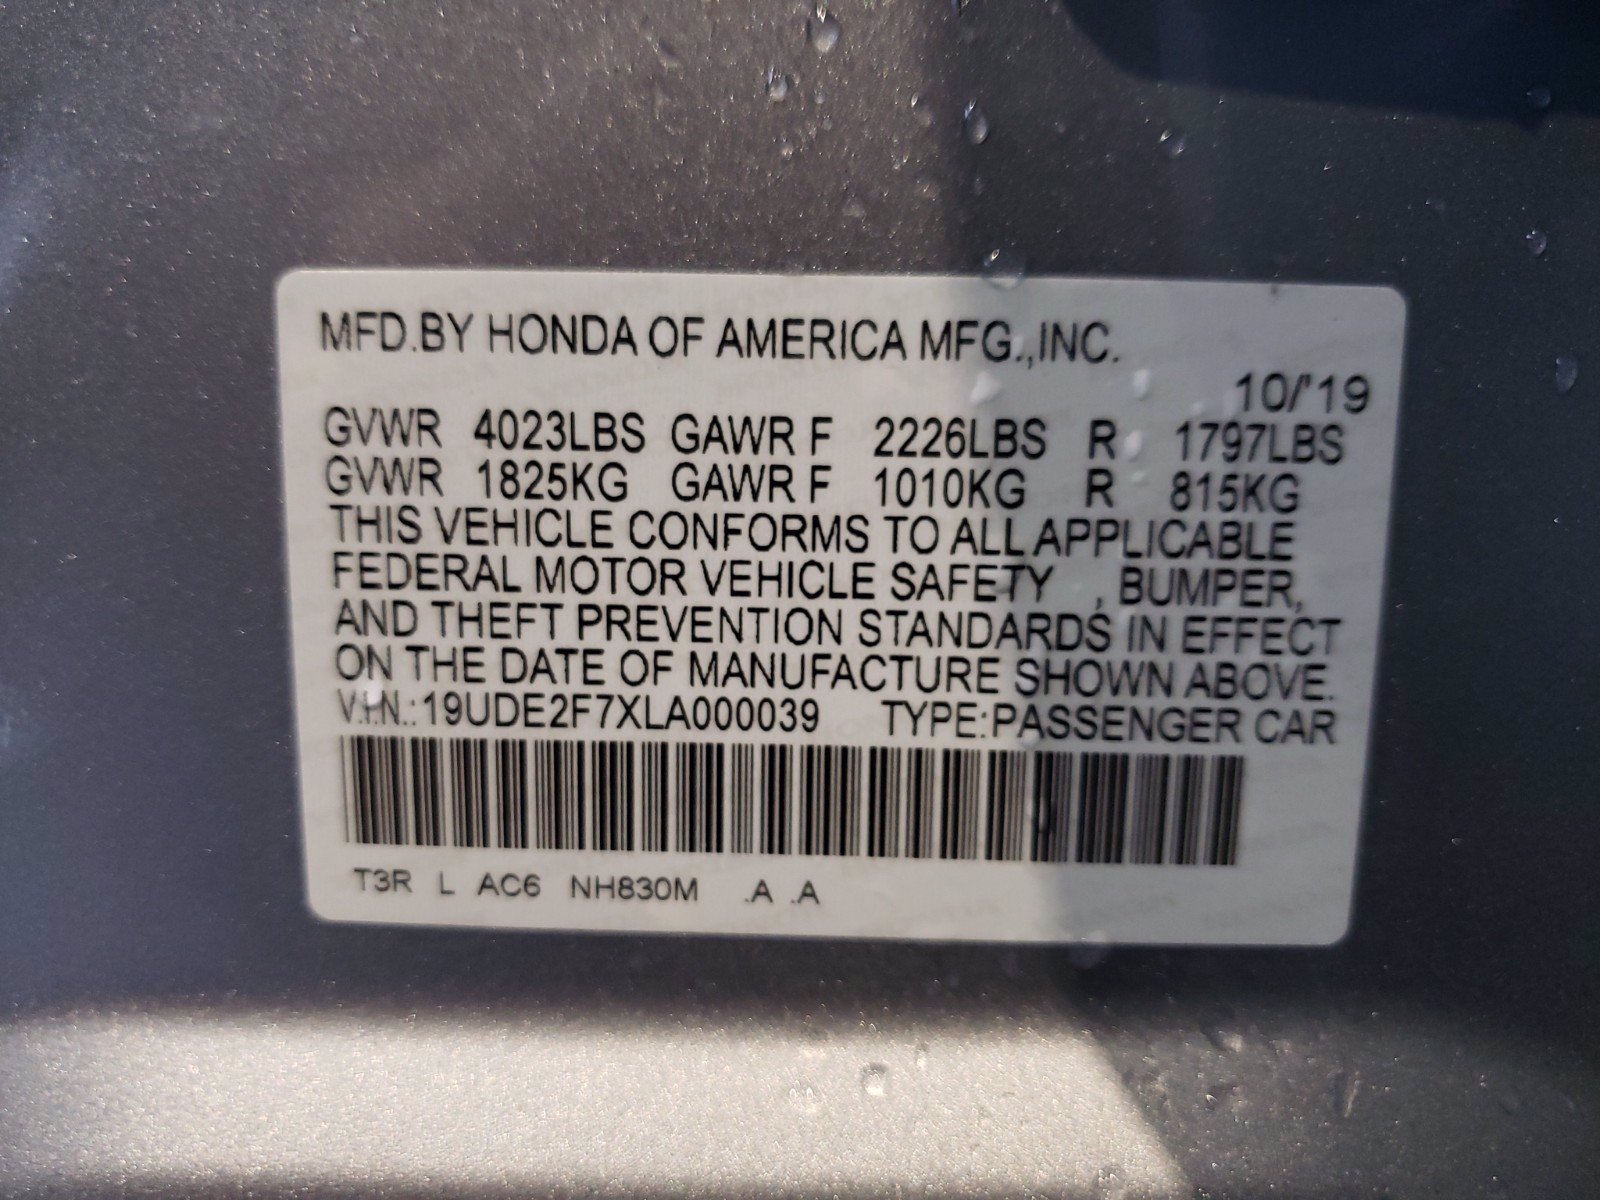 MFD.BY HONDA OF AMERICA MFG.,INC.
10/'19
GVWR 4023LBS GAWR F 2226LBS R 1797LBS
GVWR 1825KG GAWR F 1010KG R 815KG
THIS VEHICLE CONFORMS TO ALL APPLICABLE
FEDERAL MOTOR VEHICLE SAFETY , BUMPER,
AND THEFT PREVENTION STANDARDS IN EFFECT
ON THE DATE OF MANUFACTURE SHOWN ABOVE.
V.I.N.:19UDE2F7XLA000039 TYPE:PASSENGER CAR
T3R L AC6 NH830M .A .A